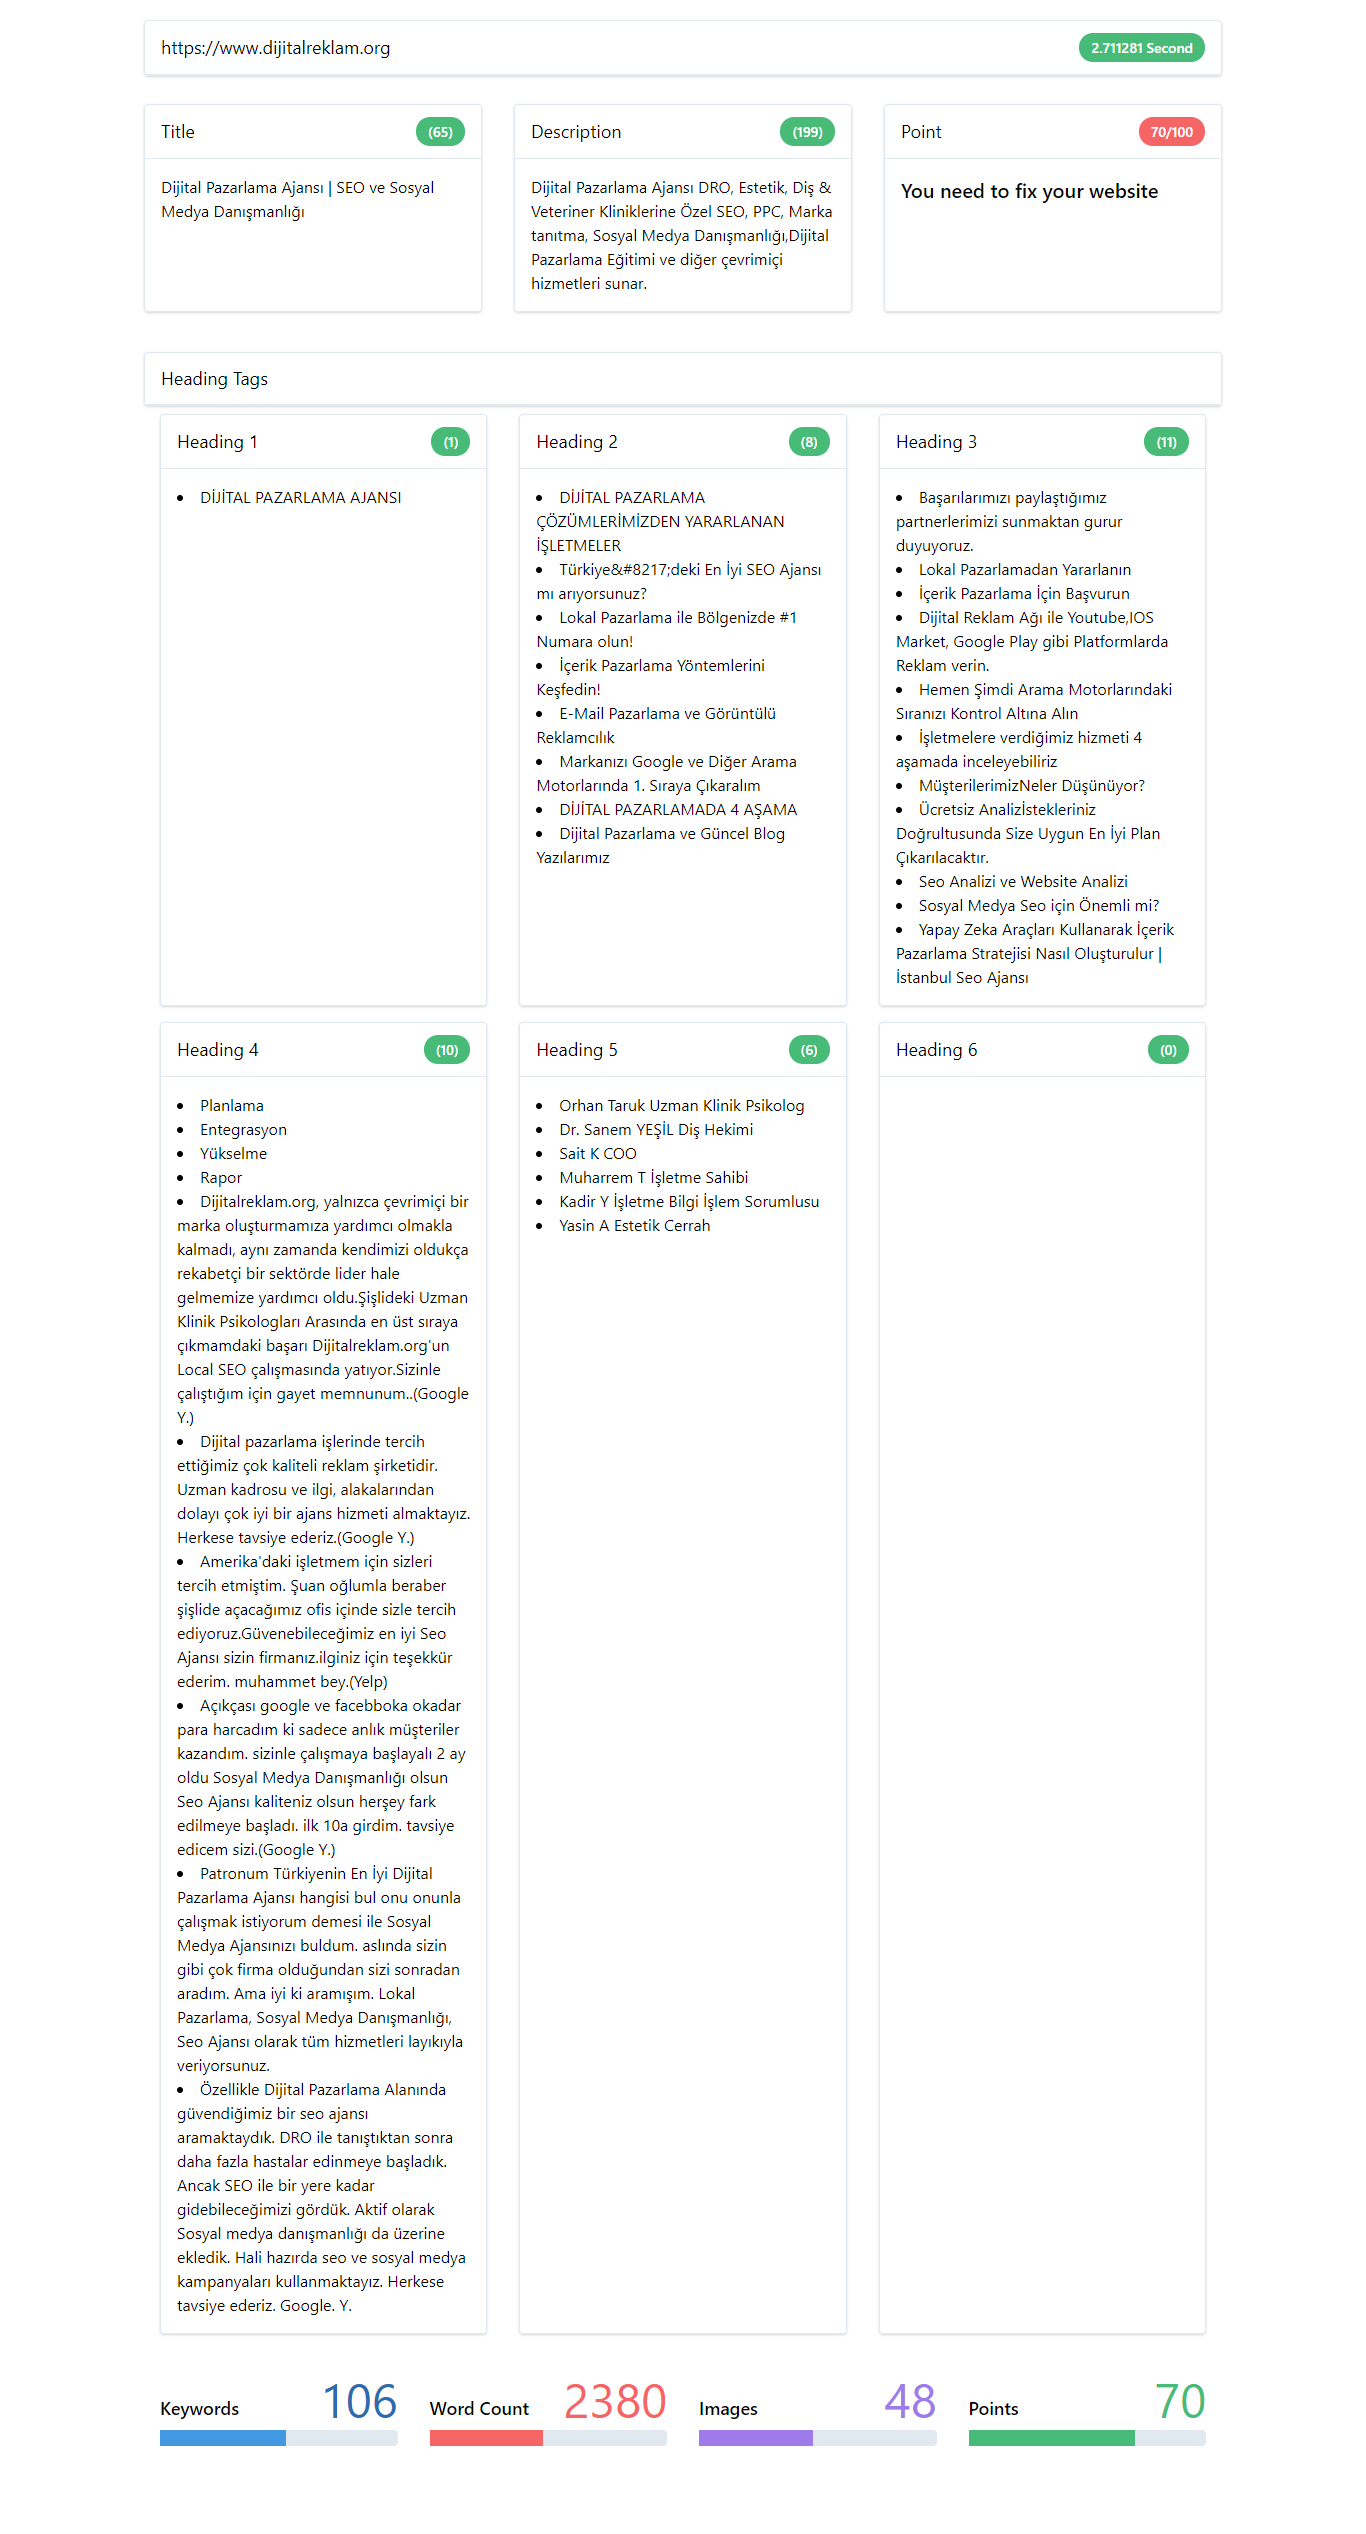 https://www.dijitalreklam.org
2.711281 Second
Title
(65)
Dijital Pazarlama Ajansı | SEO ve Sosyal
Medya Danışmanlığı
Description
(199)
Dijital Pazarlama Ajansı DRO, Estetik, Diş &
Veteriner Kliniklerine Özel SEO, PPC, Marka
tanıtma, Sosyal Medya Danışmanlığı,Dijital
Pazarlama Eğitimi ve diğer çevrimiçi
hizmetleri sunar.
Point
70/100
You need to fix your website
Heading Tags
Heading 1
(1)
• DİJİTAL PAZARLAMA AJANSI
Heading 2
(8)
• DİJİTAL PAZARLAMA
ÇÖZÜMLERİMİZDEN YARARLANAN
İŞLETMELER
• Türkiye&#8217;deki En İyi SEO Ajansı
mı arıyorsunuz?
• Lokal Pazarlama ile Bölgenizde #1
Numara olun!
• İçerik Pazarlama Yöntemlerini
Keşfedin!
• E-Mail Pazarlama ve Görüntülü
Reklamcılık
• Markanızı Google ve Diğer Arama
Motorlarında 1. Sıraya Çıkaralım
• DİJİTAL PAZARLAMADA 4 AŞAMA
• Dijital Pazarlama ve Güncel Blog
Yazılarımız
Heading 3
(11)
• Başarılarımızı paylaştığımız
partnerlerimizi sunmaktan gurur
duyuyoruz.
• Lokal Pazarlamadan Yararlanın
• İçerik Pazarlama İçin Başvurun
• Dijital Reklam Ağı ile Youtube,IOS
Market, Google Play gibi Platformlarda
Reklam verin.
• Hemen Şimdi Arama Motorlarındaki
Sıranızı Kontrol Altına Alın
• İşletmelere verdiğimiz hizmeti 4
aşamada inceleyebiliriz
• MüşterilerimizNeler Düşünüyor?
• Ücretsiz Analizİstekleriniz
Doğrultusunda Size Uygun En İyi Plan
Çıkarılacaktır.
• Seo Analizi ve Website Analizi
• Sosyal Medya Seo için Önemli mi?
• Yapay Zeka Araçları Kullanarak İçerik
Pazarlama Stratejisi Nasıl Oluşturulur |
İstanbul Seo Ajansı
Heading 4
(10)
• Planlama
• Entegrasyon
• Yükselme
• Rapor
• Dijitalreklam.org, yalnızca çevrimiçi bir
marka oluşturmamıza yardımcı olmakla
kalmadı, aynı zamanda kendimizi oldukça
rekabetçi bir sektörde lider hale
gelmemize yardımcı oldu.Şişlideki Uzman
Klinik Psikologları Arasında en üst sıraya
çıkmamdaki başarı Dijitalreklam.org'un
Local SEO çalışmasında yatıyor.Sizinle
çalıştığım için gayet memnunum..(Google
Y.)
• Dijital pazarlama işlerinde tercih
ettiğimiz çok kaliteli reklam şirketidir.
Uzman kadrosu ve ilgi, alakalarından
dolayı çok iyi bir ajans hizmeti almaktayız.
Herkese tavsiye ederiz.(Google Y.)
• Amerika'daki işletmem için sizleri
tercih etmiştim. Şuan oğlumla beraber
şişlide açacağımız ofis içinde sizle tercih
ediyoruz.Güvenebileceğimiz en iyi Seo
Ajansı sizin firmanız.ilginiz için teşekkür
ederim. muhammet bey.(Yelp)
• Açıkçası google ve facebboka okadar
para harcadım ki sadece anlık müşteriler
kazandım. sizinle çalışmaya başlayalı 2 ay
oldu Sosyal Medya Danışmanlığı olsun
Seo Ajansı kaliteniz olsun herşey fark
edilmeye başladı. ilk 10a girdim. tavsiye
edicem sizi.(Google Y.)
• Patronum Türkiyenin En İyi Dijital
Pazarlama Ajansı hangisi bul onu onunla
çalışmak istiyorum demesi ile Sosyal
Medya Ajansınızı buldum. aslında sizin
gibi çok firma olduğundan sizi sonradan
aradım. Ama iyi ki aramışım. Lokal
Pazarlama, Sosyal Medya Danışmanlığı,
Seo Ajansı olarak tüm hizmetleri layıkıyla
veriyorsunuz.
• Özellikle Dijital Pazarlama Alanında
güvendiğimiz bir seo ajansı
aramaktaydık. DRO ile tanıştıktan sonra
daha fazla hastalar edinmeye başladık.
Ancak SEO ile bir yere kadar
gidebileceğimizi gördük. Aktif olarak
Sosyal medya danışmanlığı da üzerine
ekledik. Hali hazırda seo ve sosyal medya
kampanyaları kullanmaktayız. Herkese
tavsiye ederiz. Google. Y.
Heading 5
(6)
• Orhan Taruk Uzman Klinik Psikolog
• Dr. Sanem YEŞİL Diş Hekimi
• Sait K COO
• Muharrem T İşletme Sahibi
• Kadir Y İşletme Bilgi İşlem Sorumlusu
• Yasin A Estetik Cerrah
Heading 6
(0)
Keywords 106
Word Count 2380
Images 48
Points 70